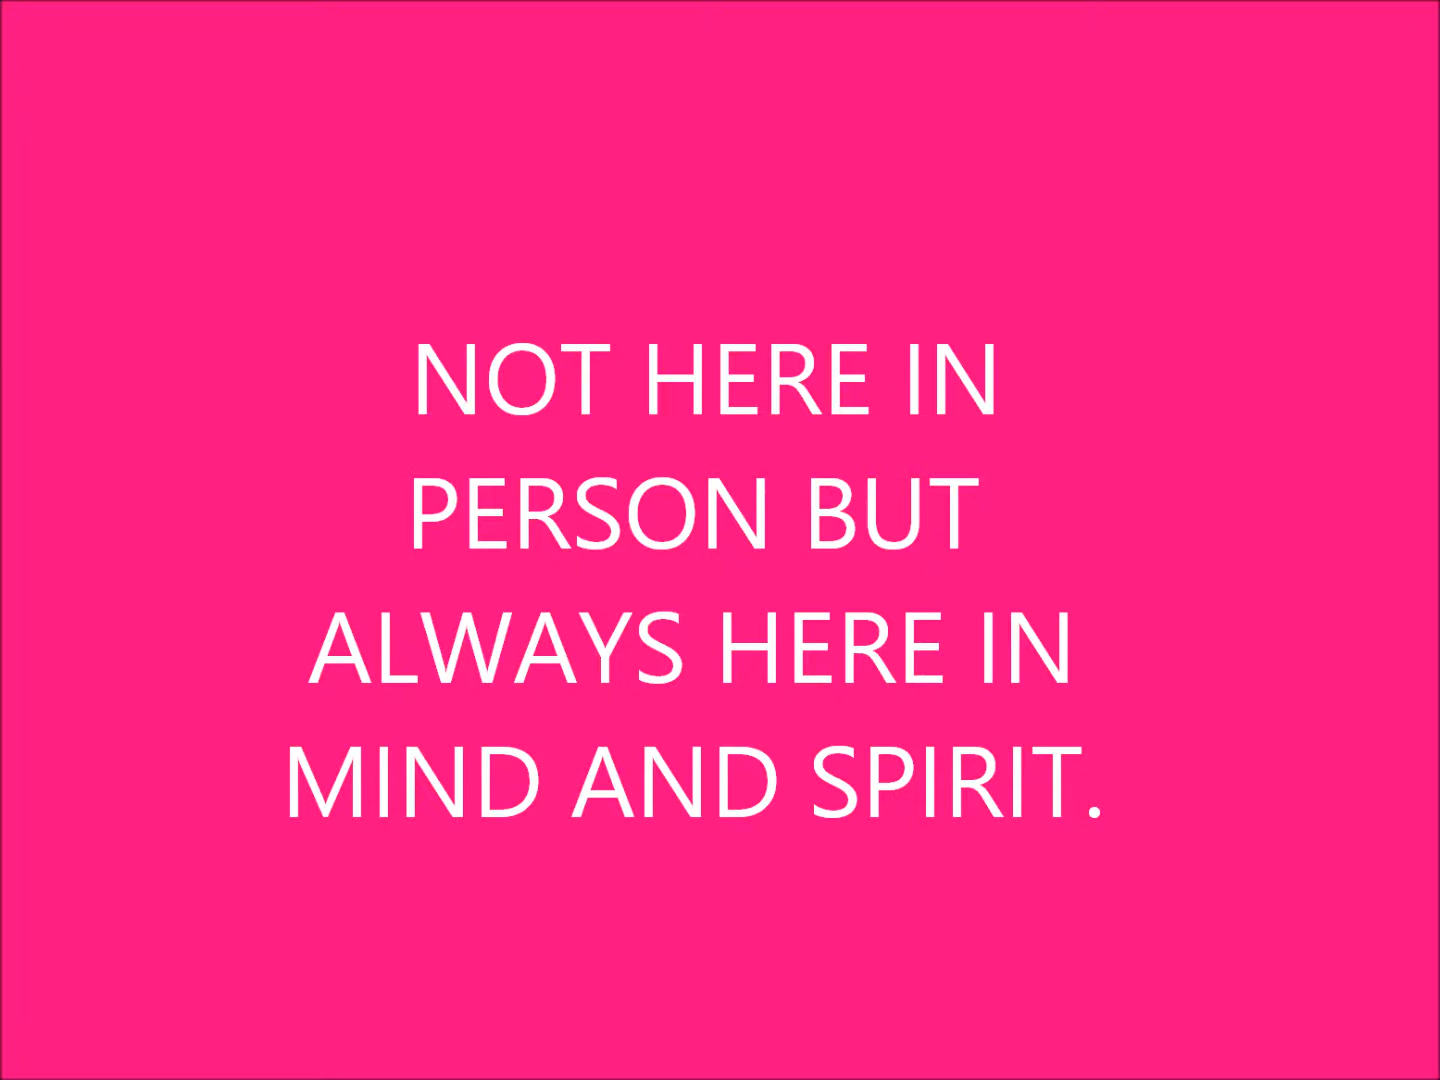 NOT HERE IN
PERSON BUT
ALWAYS HERE IN
MIND AND SPIRIT.